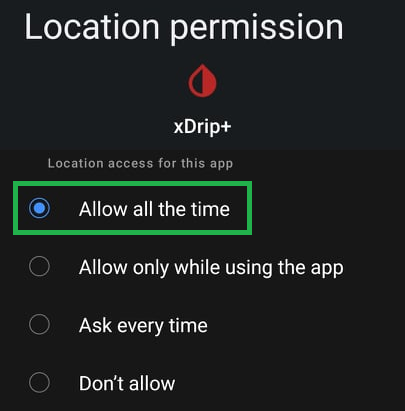 Location permission
xDrip+
Location access for this app
Allow all the time
Allow only while using the app
Ask every time
Don’t allow